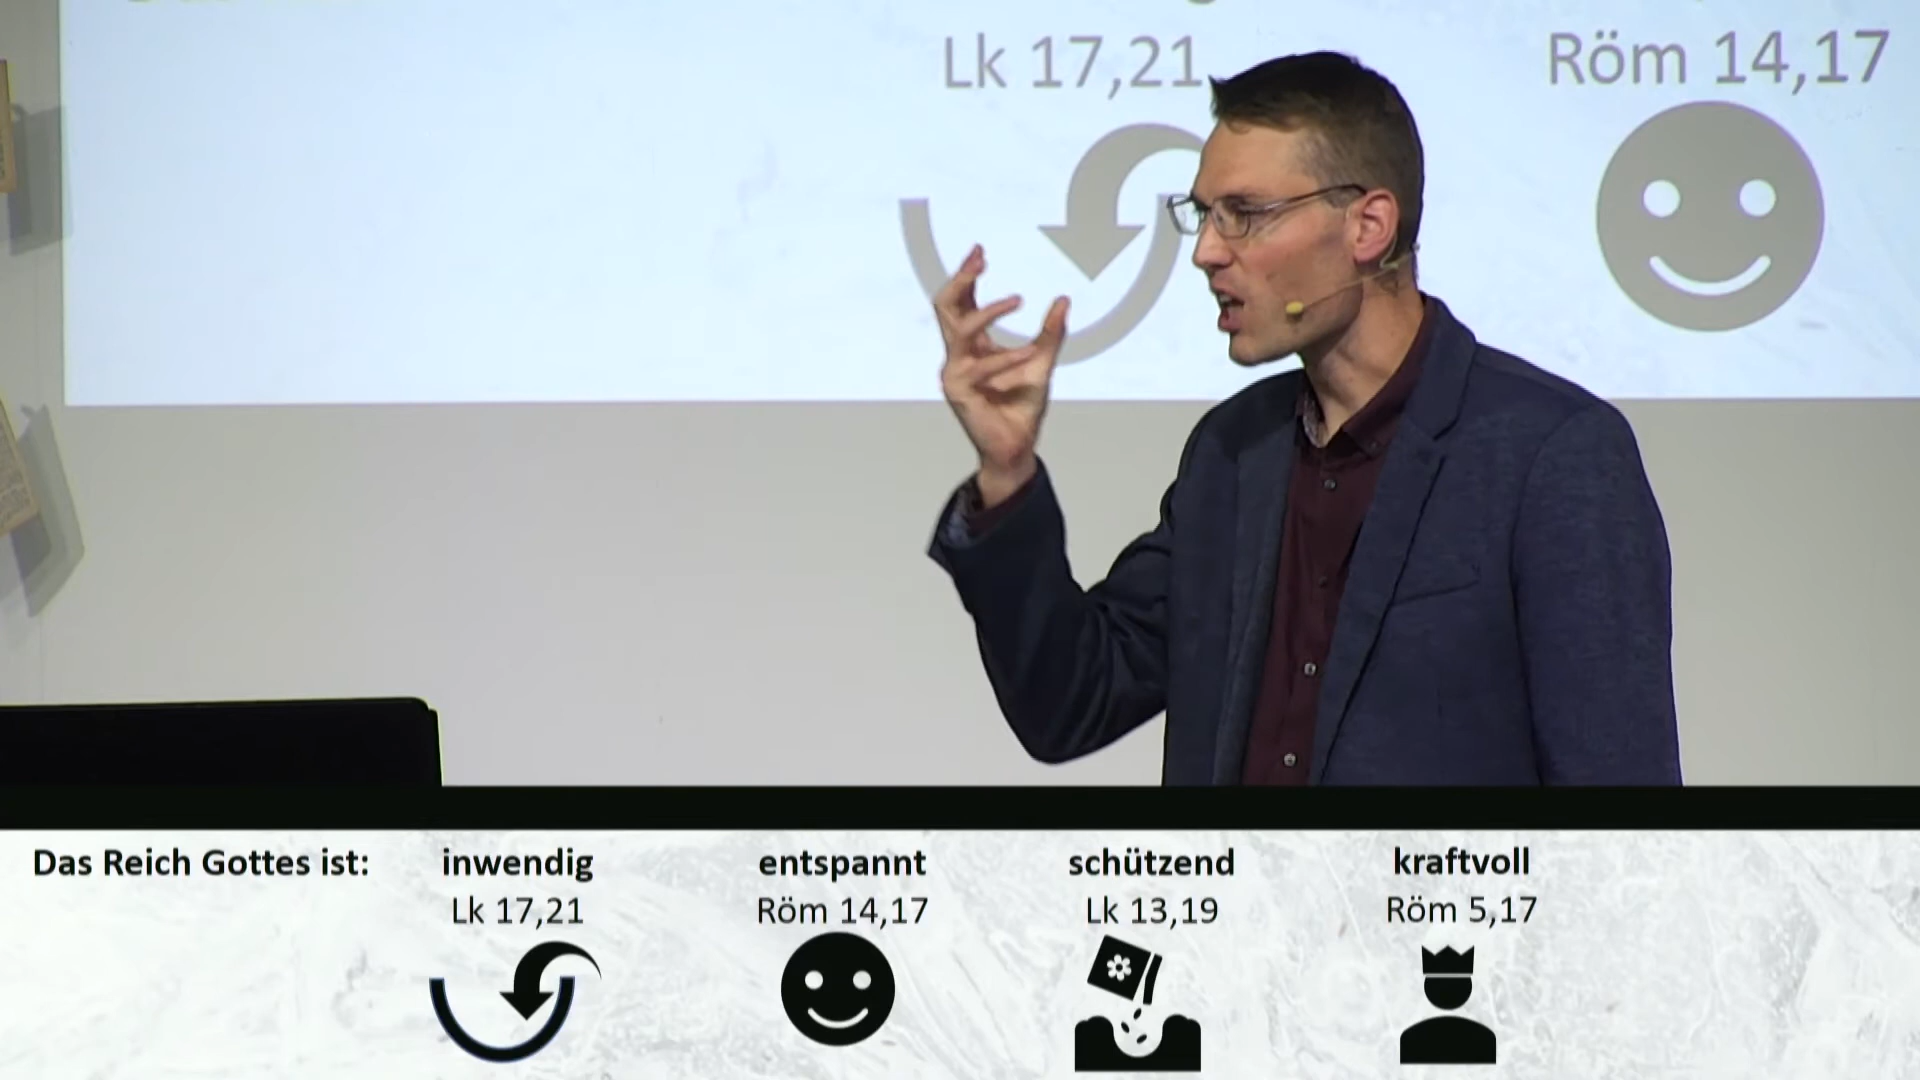 Lk 17,21
Röm 14,17
Das Reich Gottes ist:
inwendig
Lk 17,21
entspannt
Röm 14,17
schützend
Lk 13,19
kraftvoll
Röm 5,17